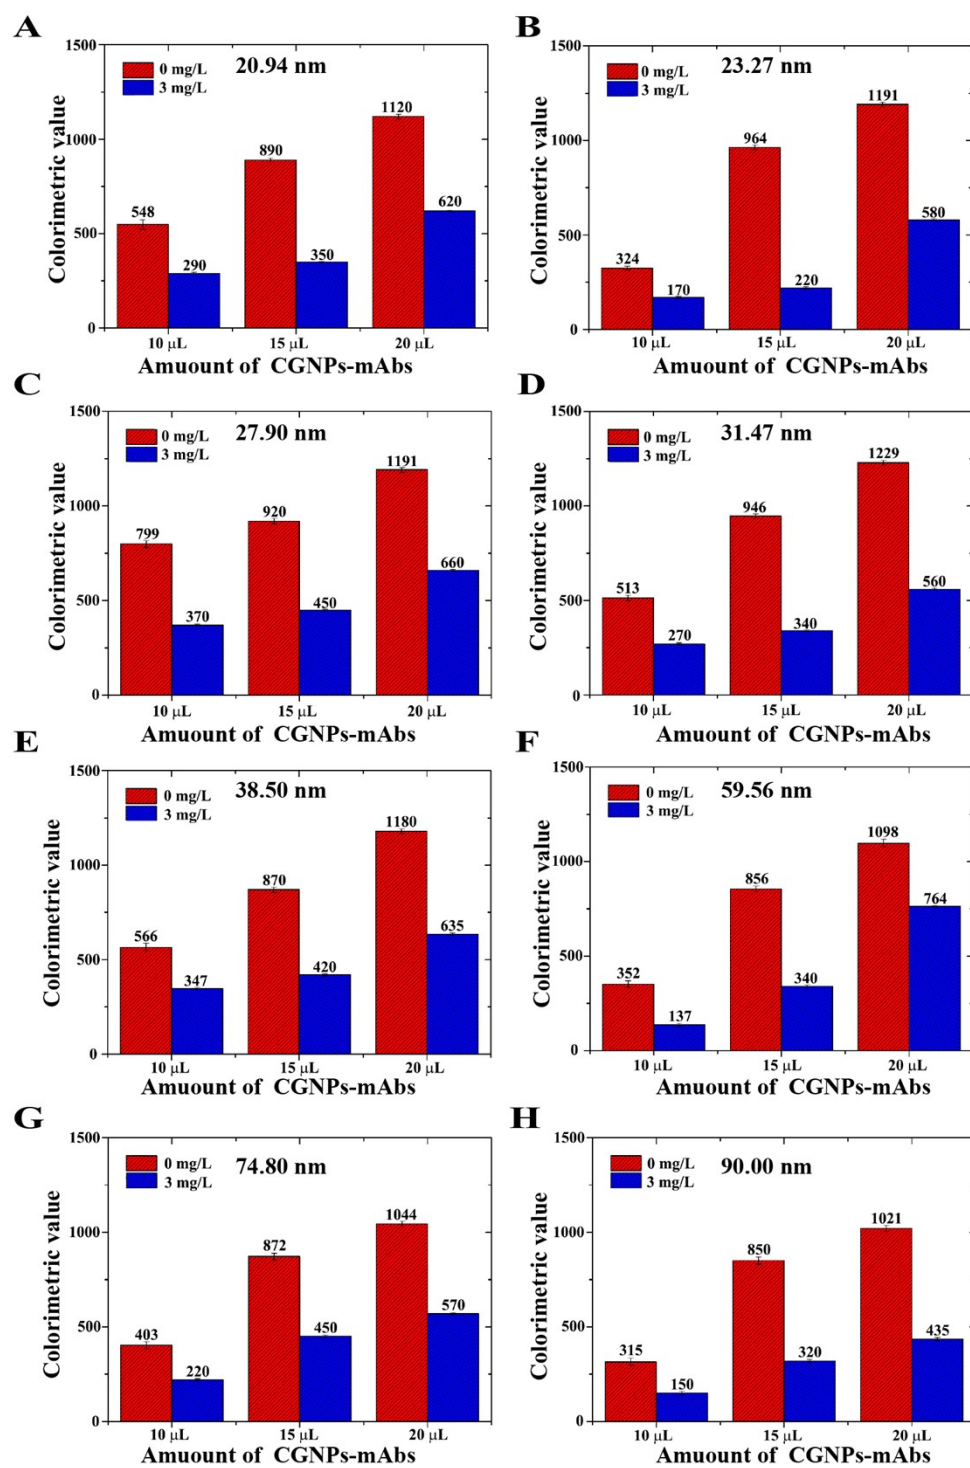 A
1500
1000
500
0
Colorimetric value
0 mg/L
3 mg/L
20.94 nm
548
290
890
350
1120
620
10 μL
15 μL
20 μL
Amuount of CGNPs-mAbs
B
1500
1000
500
0
Colorimetric value
0 mg/L
3 mg/L
23.27 nm
324
170
964
220
1191
580
10 μL
15 μL
20 μL
Amuount of CGNPs-mAbs
C
1500
1000
500
0
Colorimetric value
0 mg/L
3 mg/L
27.90 nm
799
370
920
450
1191
660
10 μL
15 μL
20 μL
Amuount of CGNPs-mAbs
D
1500
1000
500
0
Colorimetric value
0 mg/L
3 mg/L
31.47 nm
513
270
946
340
1229
560
10 μL
15 μL
20 μL
Amuount of CGNPs-mAbs
E
1500
1000
500
0
Colorimetric value
0 mg/L
3 mg/L
38.50 nm
566
347
870
420
1180
635
10 μL
15 μL
20 μL
Amuount of CGNPs-mAbs
F
1500
1000
500
0
Colorimetric value
0 mg/L
3 mg/L
59.56 nm
352
137
856
340
1098
764
10 μL
15 μL
20 μL
Amuount of CGNPs-mAbs
G
1500
1000
500
0
Colorimetric value
0 mg/L
3 mg/L
74.80 nm
403
220
872
450
1044
570
10 μL
15 μL
20 μL
Amuount of CGNPs-mAbs
H
1500
1000
500
0
Colorimetric value
0 mg/L
3 mg/L
90.00 nm
315
150
850
320
1021
435
10 μL
15 μL
20 μL
Amuount of CGNPs-mAbs